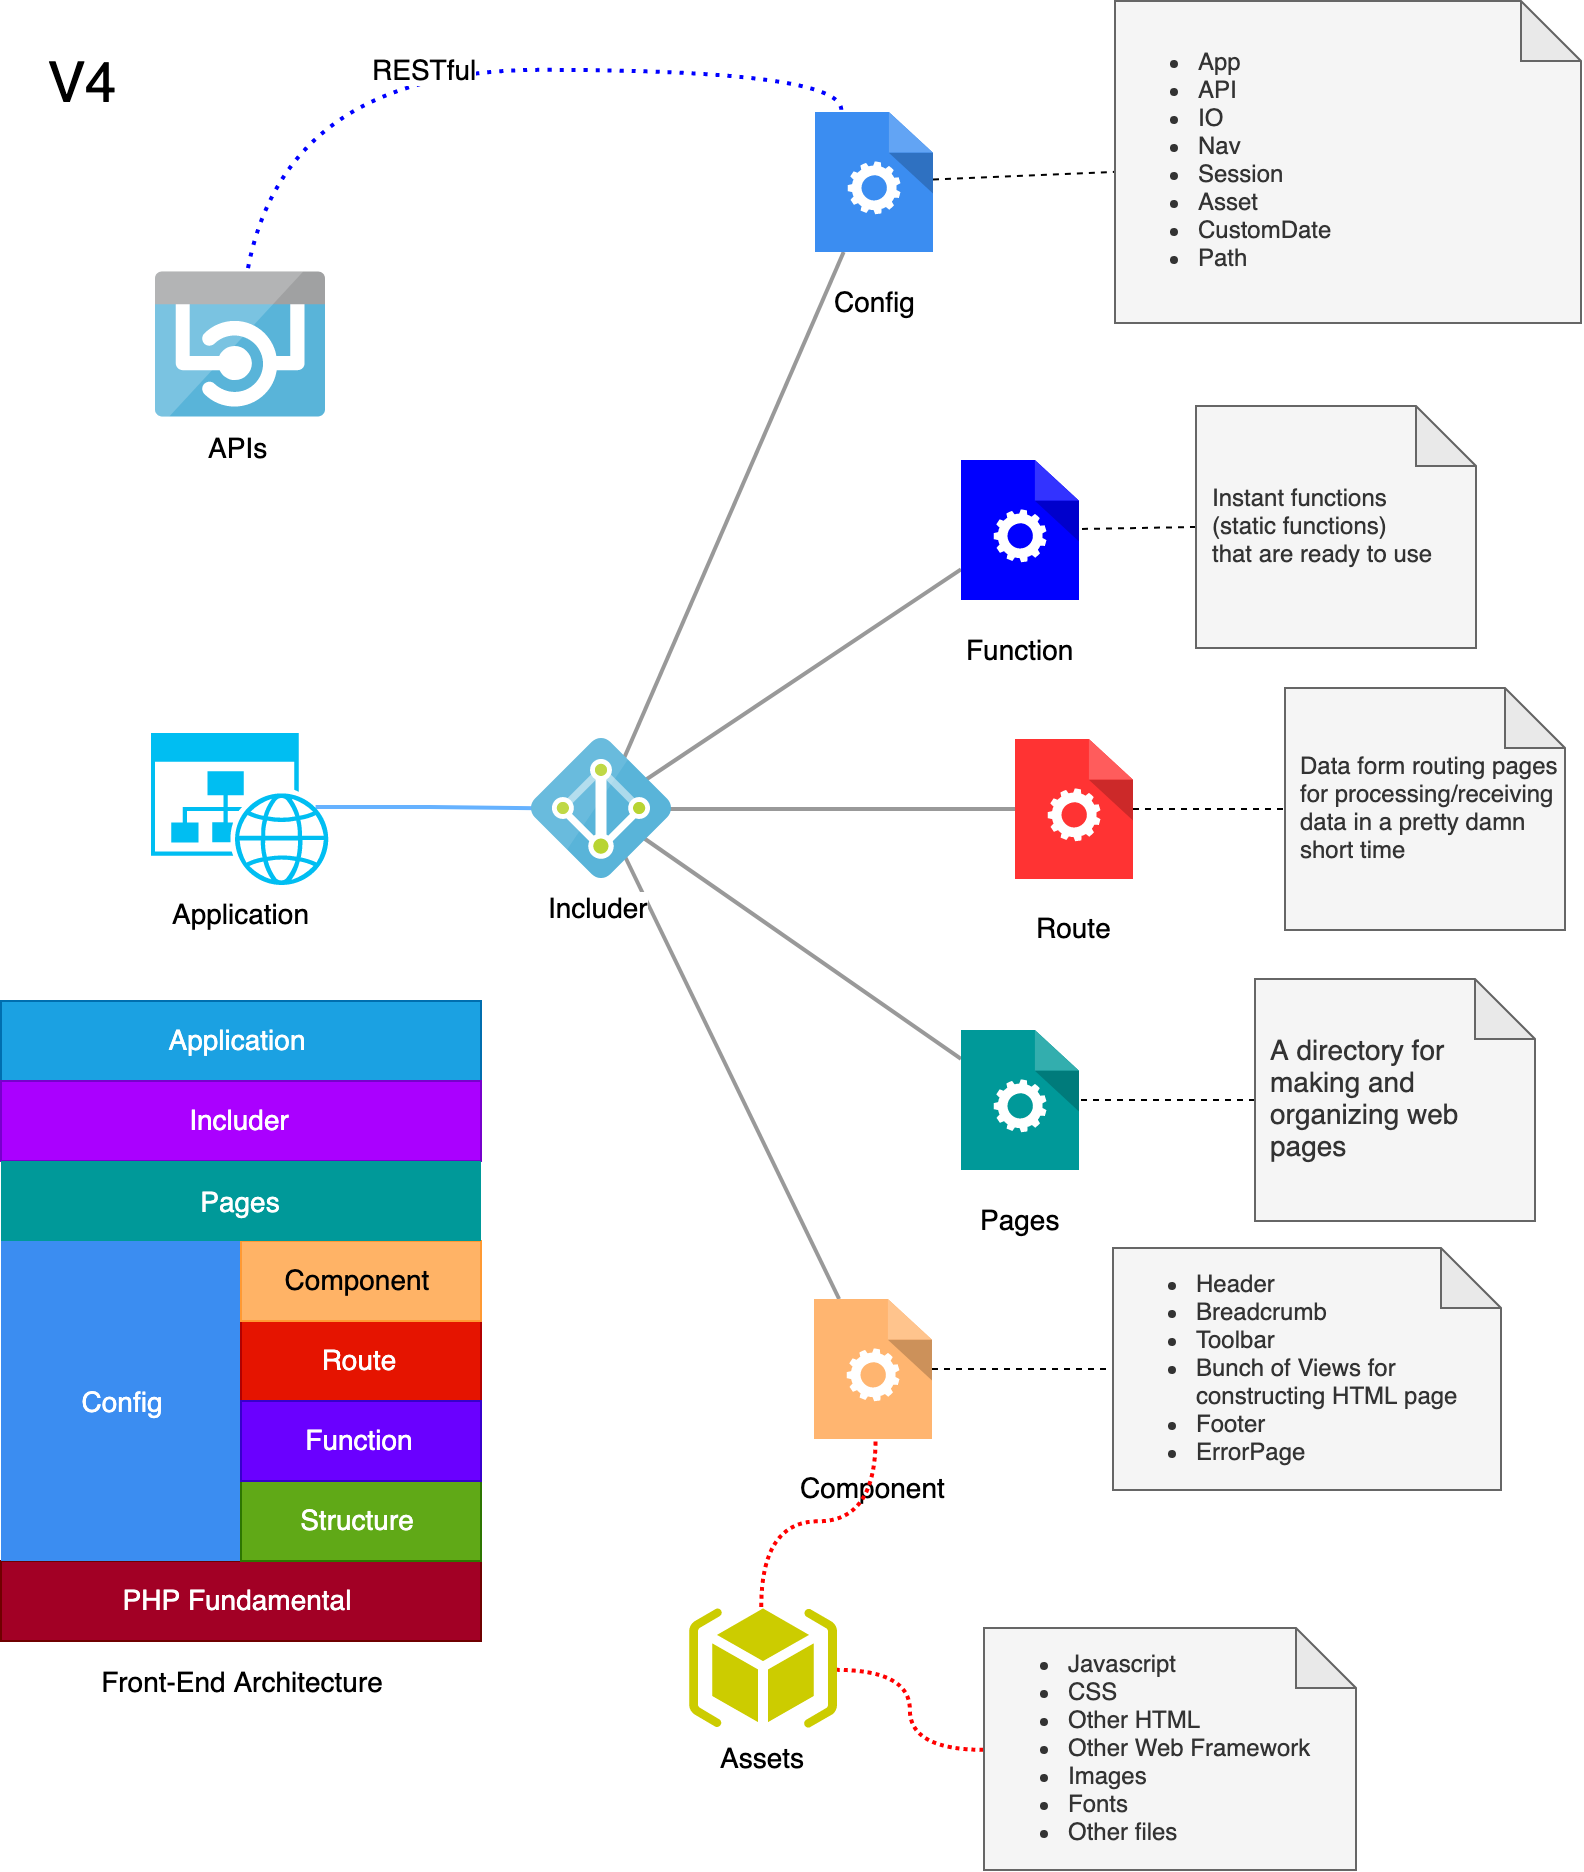 V4
RESTful
App
API
IO
Nav
Session
Asset
CustomDate
Path
Config
APIs
Instant functions
(static functions)
that are ready to use
Function
Data form routing pages
for processing/receiving
data in a pretty damn
short time
Application
Includer
Route
A directory for
making and
organizing web
pages
Pages
Header
Breadcrumb
Toolbar
Bunch of Views for
constructing HTML page
Footer
ErrorPage
Component
Application
Includer
Pages
Config
Component
Route
Function
Structure
PHP Fundamental
Front-End Architecture
Assets
Javascript
CSS
Other HTML
Other Web Framework
Images
Fonts
Other files